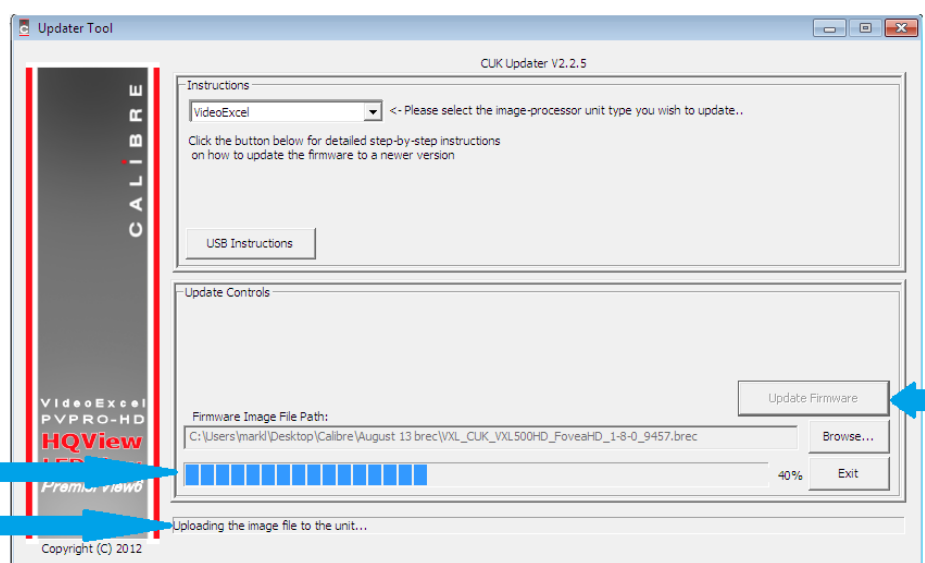 Updater Tool
CUK Updater V2.2.5
CALİBRE
Instructions
VideoExcel
<- Please select the image-processor unit type you wish to update..
Click the button below for detailed step-by-step instructions
on how to update the firmware to a newer version
USB Instructions
Update Controls
Update Firmware
Firmware Image File Path:
C:\Users\markl\Desktop\Calibre\August 13 brec\VXL_CUK_VXL500HD_FoveaHD_1-8-0_9457.brec
Browse...
40%
Exit
VideoExcel
PVPRO-HD
HQView
Uploading the image file to the unit...
Copyright (C) 2012